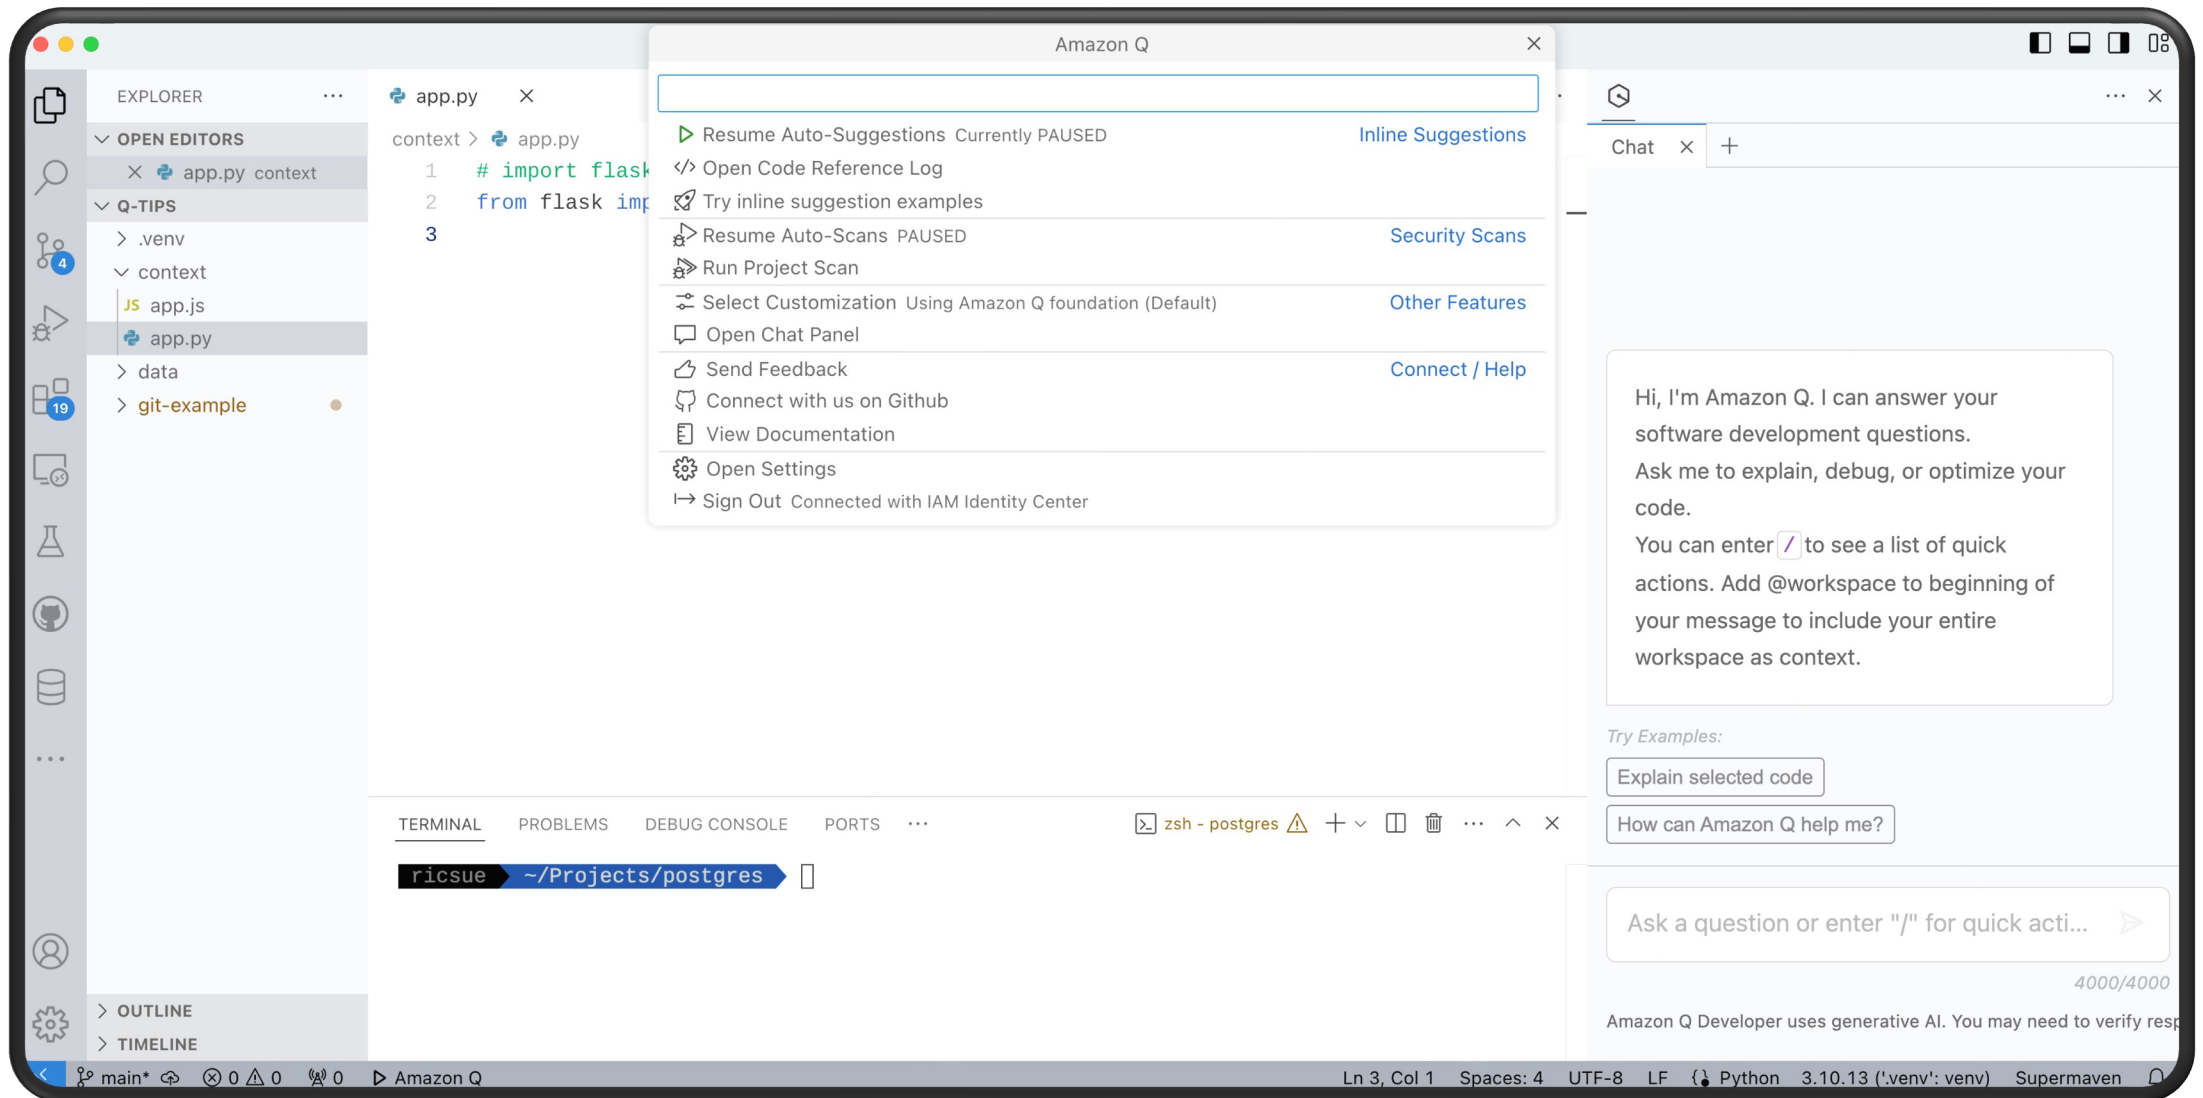 Amazon Q
EXPLORER
OPEN EDITORS
app.py context
Q-TIPS
.venv
context
JS app.js
app.py
data
git-example
4
19
OUTLINE
TIMELINE
app.py
context > app.py
1 # import flask
2 from flask imp
3
Resume Auto-Suggestions Currently PAUSED Inline Suggestions
Open Code Reference Log
Try inline suggestion examples
Resume Auto-Scans PAUSED Security Scans
Run Project Scan
Select Customization Using Amazon Q foundation (Default) Other Features
Open Chat Panel
Send Feedback Connect / Help
Connect with us on Github
View Documentation
Open Settings
Sign Out Connected with IAM Identity Center
TERMINAL PROBLEMS DEBUG CONSOLE PORTS
zsh - postgres
ricsue ~/Projects/postgres
Chat
Hi, I'm Amazon Q. I can answer your
software development questions.
Ask me to explain, debug, or optimize your
code.
You can enter / to see a list of quick
actions. Add @workspace to beginning of
your message to include your entire
workspace as context.
Try Examples:
Explain selected code
How can Amazon Q help me?
Ask a question or enter "/" for quick acti...
4000/4000
Amazon Q Developer uses generative AI. You may need to verify resp
main* 0 0 0 Amazon Q Ln 3, Col 1 Spaces: 4 UTF-8 LF Python 3.10.13 ('.venv': venv) Supermaven